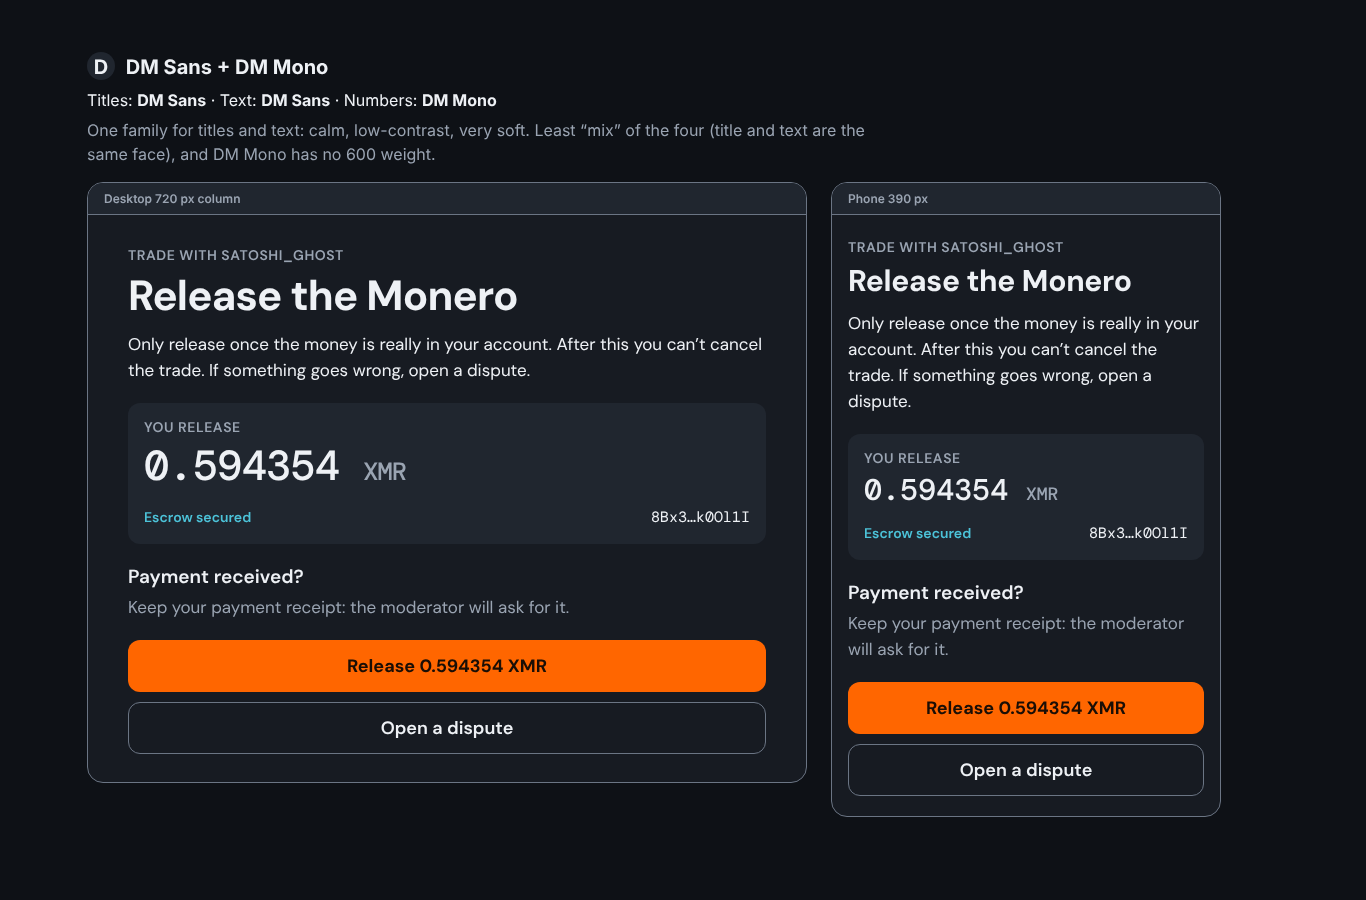 D DM Sans + DM Mono
Titles: DM Sans · Text: DM Sans · Numbers: DM Mono
One family for titles and text: calm, low-contrast, very soft. Least “mix” of the four (title and text are the
same face), and DM Mono has no 600 weight.
Desktop 720 px column
TRADE WITH SATOSHI_GHOST
Release the Monero
Only release once the money is really in your account. After this you can’t cancel
the trade. If something goes wrong, open a dispute.
YOU RELEASE
0.594354 XMR
Escrow secured 8Bx3…k0Ol1I
Payment received?
Keep your payment receipt: the moderator will ask for it.
Release 0.594354 XMR
Open a dispute
Phone 390 px
TRADE WITH SATOSHI_GHOST
Release the Monero
Only release once the money is really in your
account. After this you can’t cancel the
trade. If something goes wrong, open a
dispute.
YOU RELEASE
0.594354 XMR
Escrow secured 8Bx3…k0Ol1I
Payment received?
Keep your payment receipt: the moderator
will ask for it.
Release 0.594354 XMR
Open a dispute